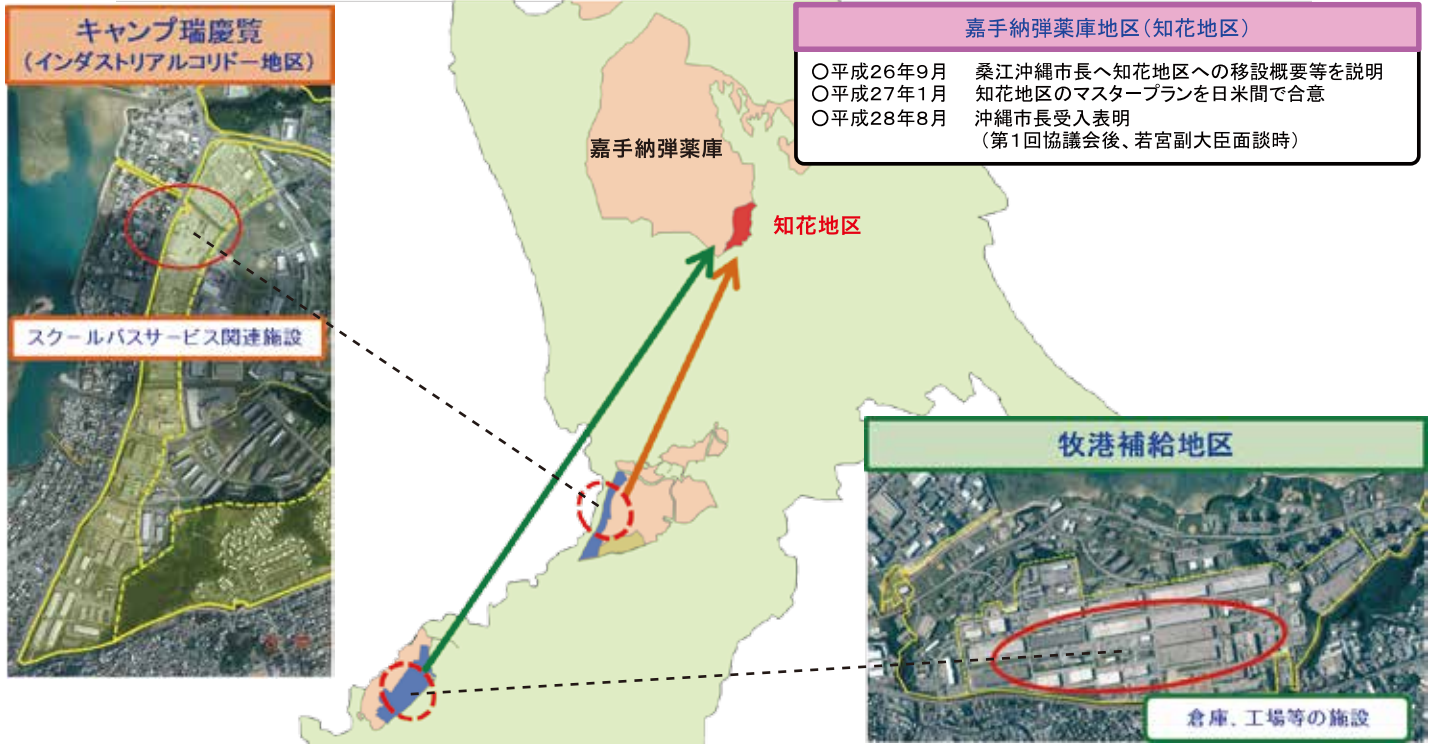 キャンプ瑞慶覧
（インダストリアルコリドー地区）
スクールバスサービス関連施設
嘉手納弾薬庫地区（知花地区）
○平成26年9月　桑江沖縄市長へ知花地区への移設概要等を説明
○平成27年1月　知花地区のマスタープランを日米間で合意
○平成28年8月　沖縄市長受入表明
（第1回協議会後、若宮副大臣面談時）
嘉手納弾薬庫
知花地区
牧港補給地区
倉庫、工場等の施設